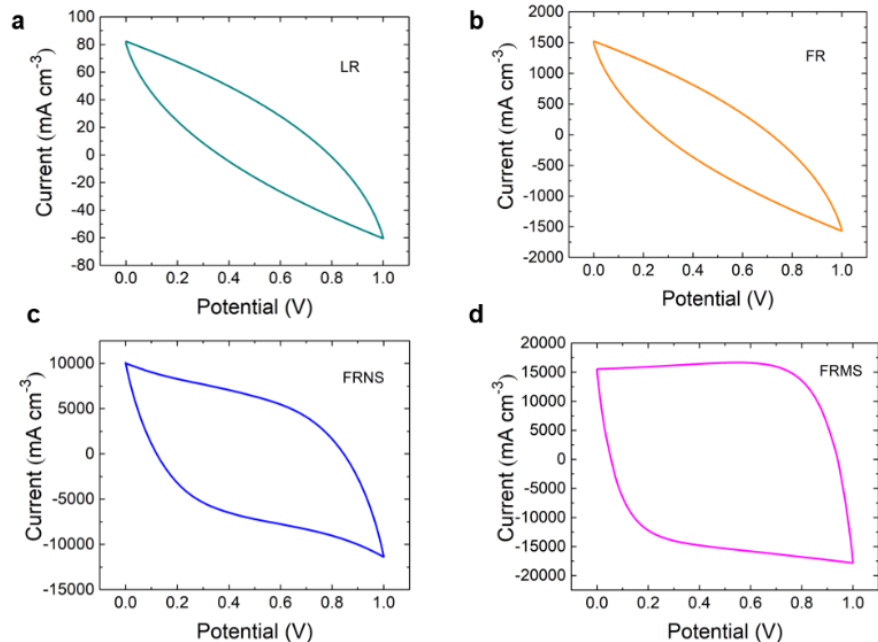 a
LR
Current (mA cm⁻³)
100
80
60
40
20
0
-20
-40
-60
-80
0.0 0.2 0.4 0.6 0.8 1.0
Potential (V)
b
FR
Current (mA cm⁻³)
2000
1500
1000
500
0
-500
-1000
-1500
-2000
0.0 0.2 0.4 0.6 0.8 1.0
Potential (V)
c
FRNS
Current (mA cm⁻³)
10000
5000
0
-5000
-10000
-15000
0.0 0.2 0.4 0.6 0.8 1.0
Potential (V)
d
FRMS
Current (mA cm⁻³)
20000
15000
10000
5000
0
-5000
-10000
-15000
-20000
0.0 0.2 0.4 0.6 0.8 1.0
Potential (V)